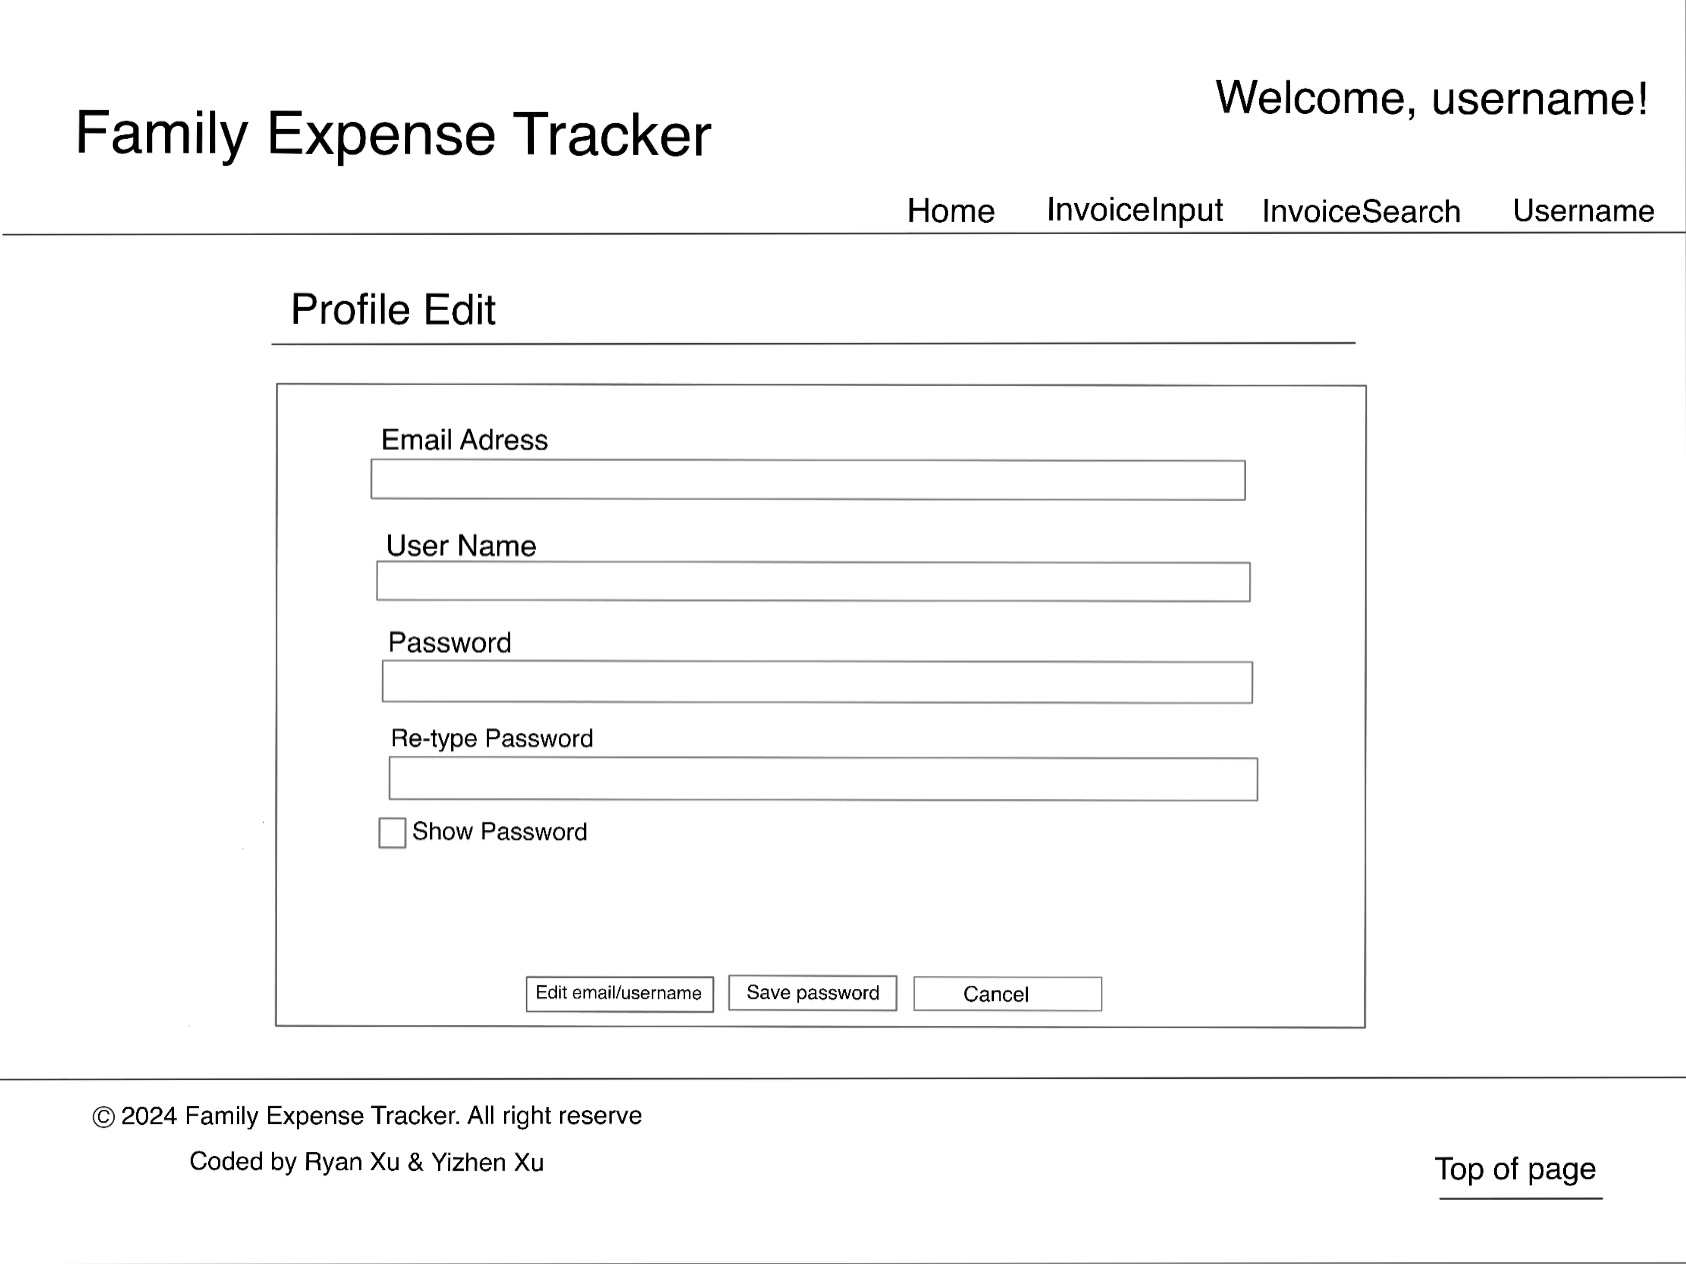 Welcome, username!
Family Expense Tracker
Home InvoiceInput InvoiceSearch Username
Profile Edit
Email Adress
User Name
Password
Re-type Password
Show Password
Edit email/username Save password Cancel
© 2024 Family Expense Tracker. All right reserve
Coded by Ryan Xu & Yizhen Xu
Top of page